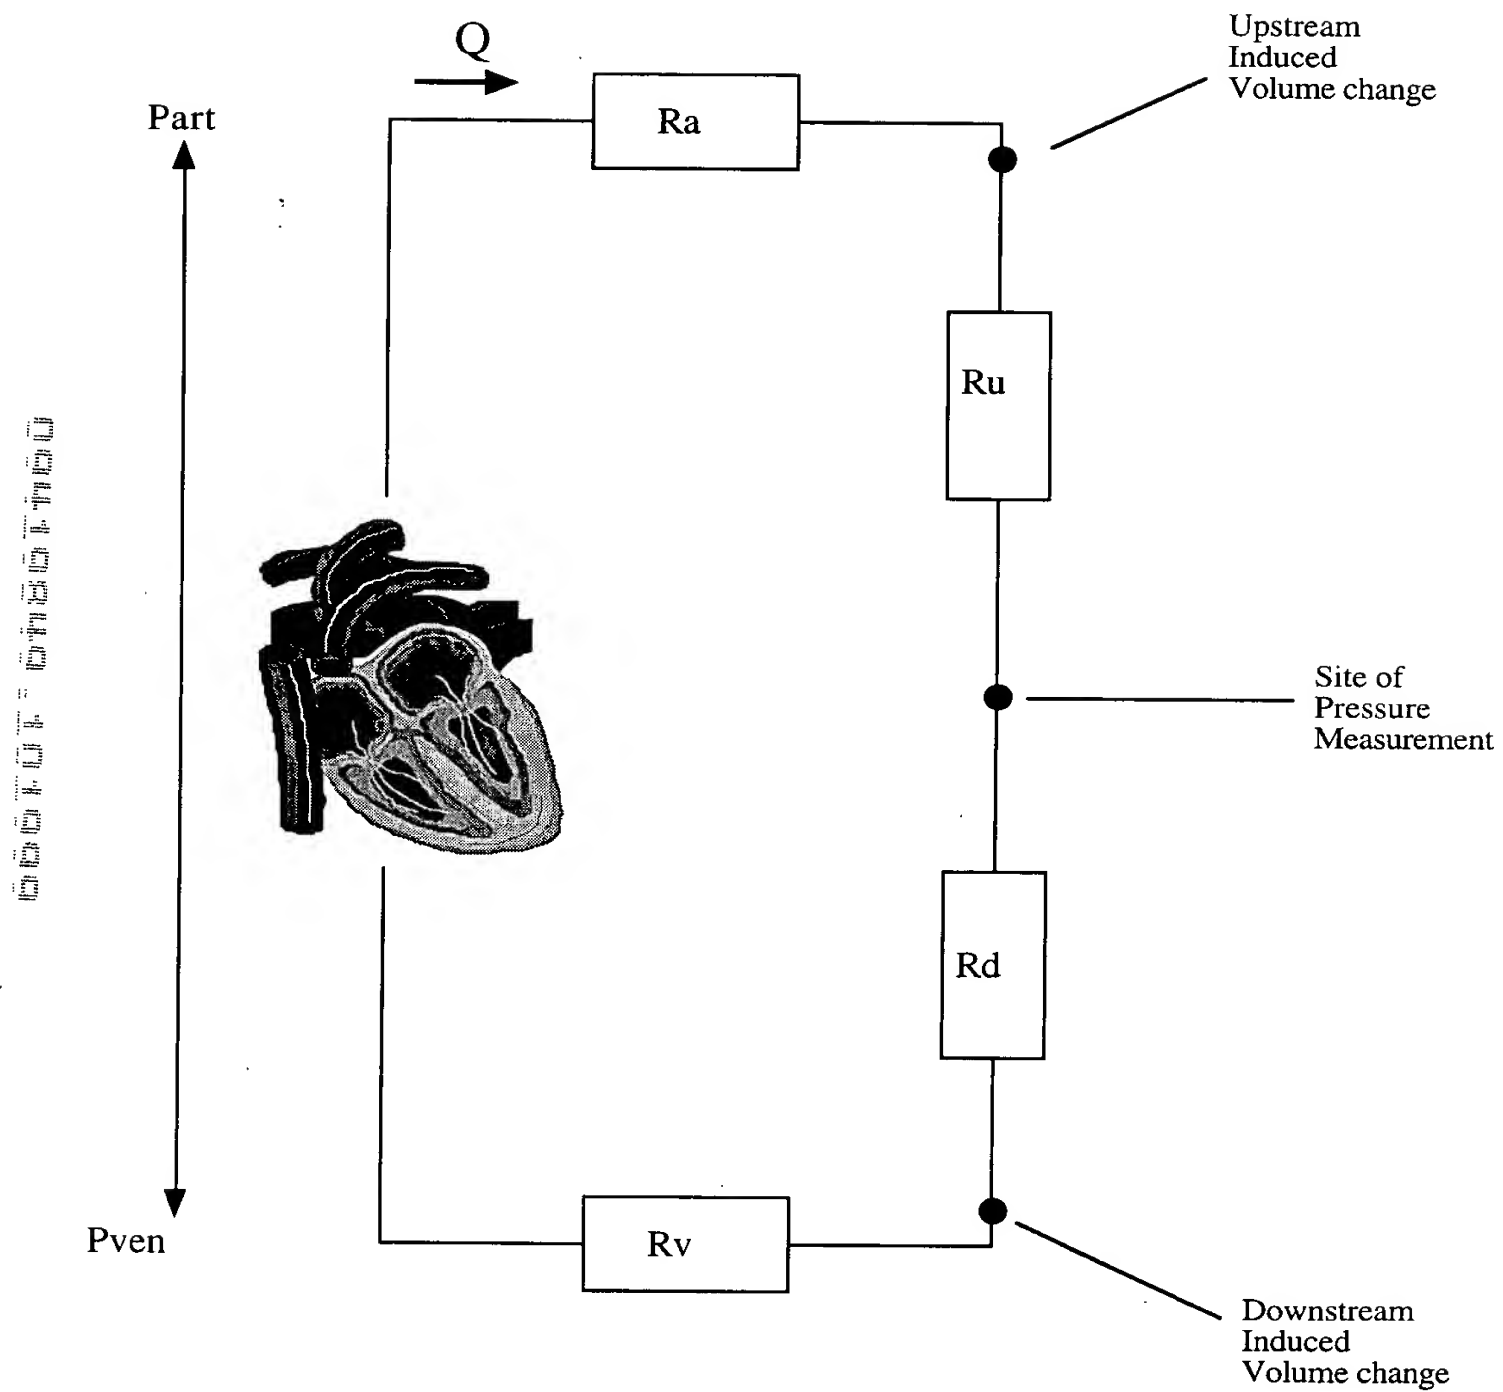 Q
Upstream
Induced
Volume change
Part
Ra
Ru
Site of
Pressure
Measurement
Rd
Pven
Rv
Downstream
Induced
Volume change